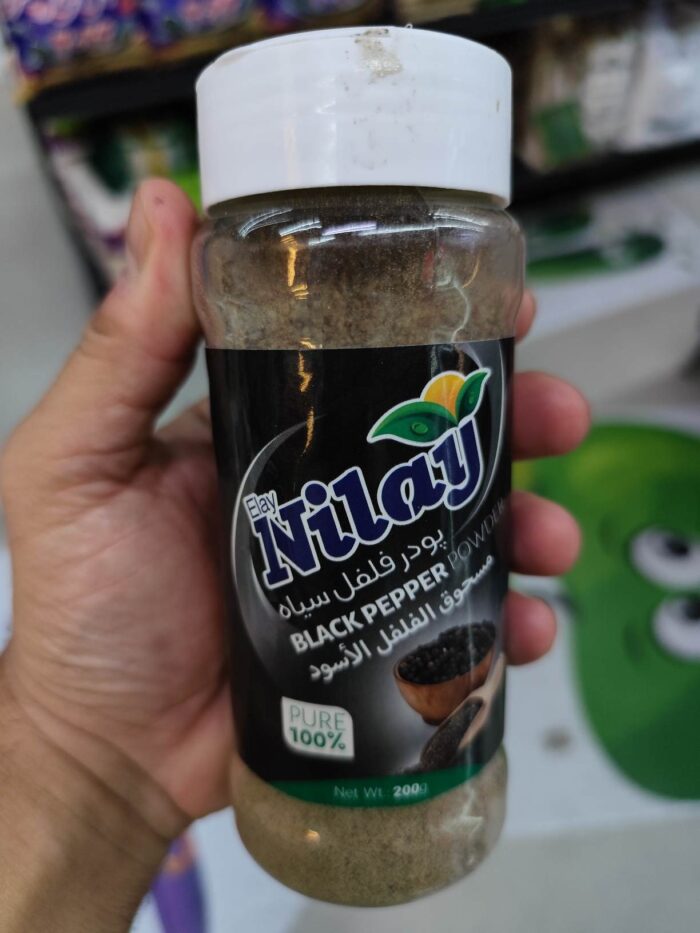 Elay
Nilay
پودر فلفل سیاه
BLACK PEPPER POWDER
مسحوق الفلفل الأسود
PURE
100%
Net Wt.: 200g